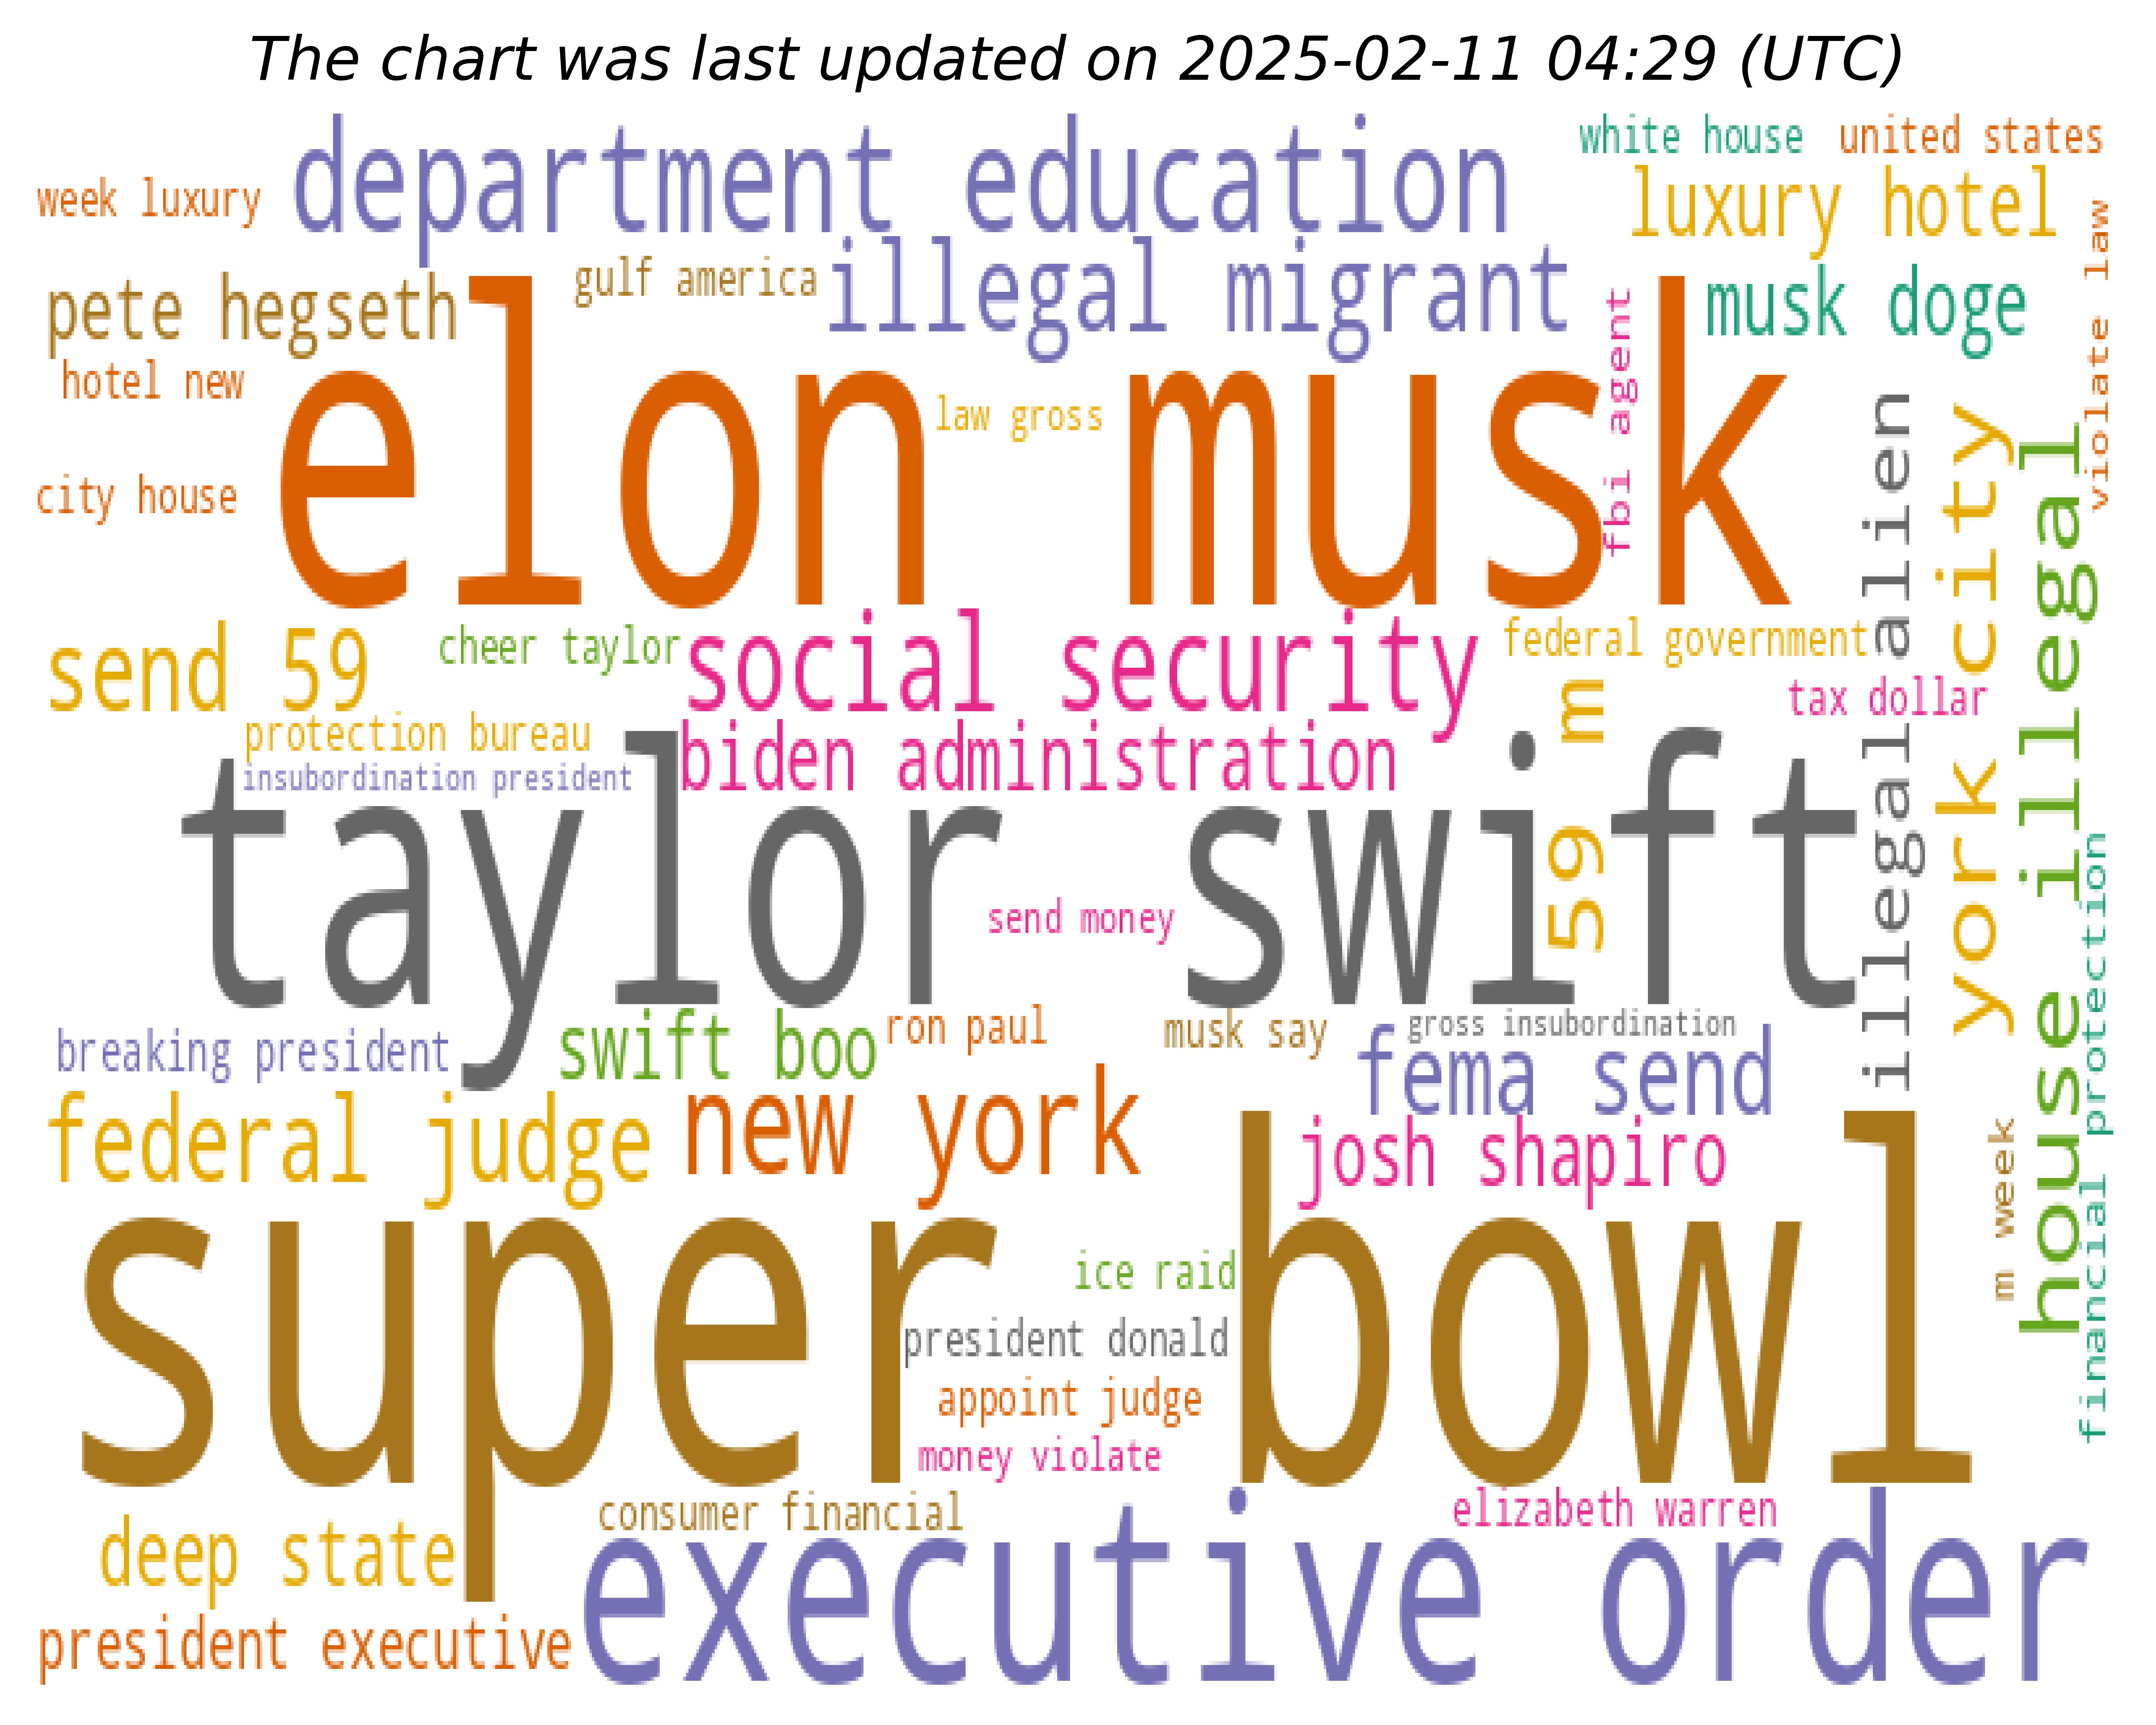 The chart was last updated on 2025-02-11 04:29 (UTC)
department education
white house
united states
week luxury
luxury hotel
violate law
pete hegseth
gulf america
illegal migrant
musk doge
fbi agent
hotel new
elon musk
law gross
city house
illegal alien
york city
house illegal
send 59
cheer taylor
social security
federal government
59 m
tax dollar
protection bureau
biden administration
insubordination president
taylor swift
send money
financial protection
breaking president
swift boo
ron paul
musk say
gross insubordination
fema send
federal judge
new york
josh shapiro
m week
super bowl
ice raid
president donald
appoint judge
money violate
consumer financial
elizabeth warren
deep state
executive order
president executive